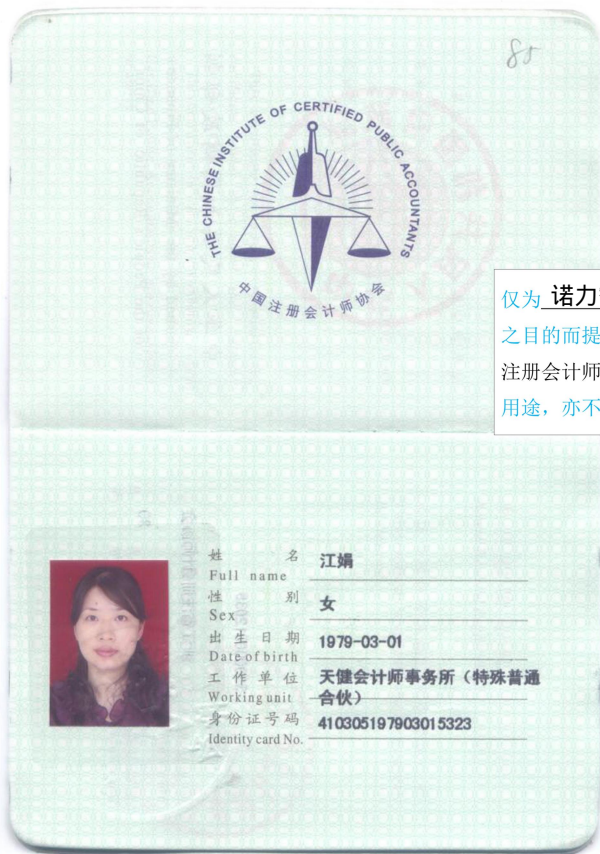 85
THE CHINESE INSTITUTE OF CERTIFIED PUBLIC ACCOUNTANTS
中国注册会计师协会
仅为 诺力
之目的而提
注册会计师
用途，亦不
姓 名 江娟
Full name
性 别 女
Sex
出生日期 1979-03-01
Date of birth
工作单位 天健会计师事务所（特殊普通
Working unit 合伙）
身份证号码 410305197903015323
Identity card No.